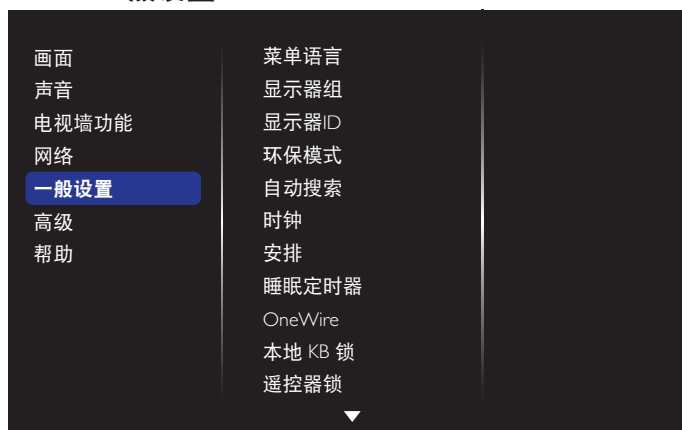 画面
声音
电视墙功能
网络
一般设置
高级
帮助
菜单语言
显示器组
显示器ID
环保模式
自动搜索
时钟
安排
睡眠定时器
OneWire
本地 KB 锁
遥控器锁